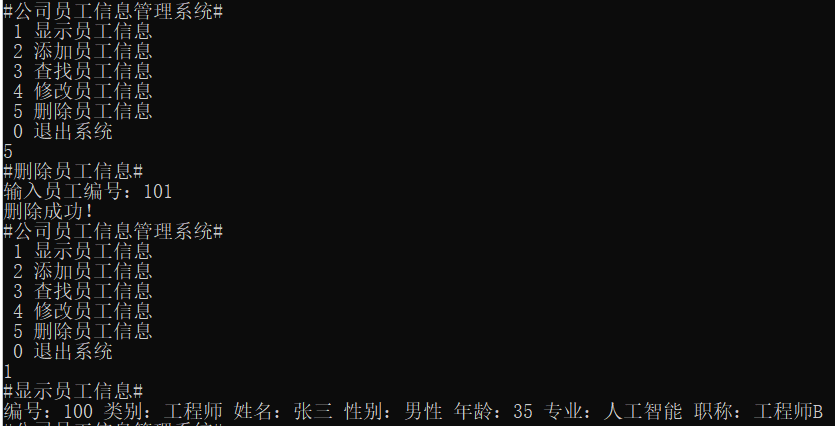 #公司员工信息管理系统#
1 显示员工信息
2 添加员工信息
3 查找员工信息
4 修改员工信息
5 删除员工信息
0 退出系统
5
#删除员工信息#
输入员工编号：101
删除成功！
#公司员工信息管理系统#
1 显示员工信息
2 添加员工信息
3 查找员工信息
4 修改员工信息
5 删除员工信息
0 退出系统
1
#显示员工信息#
编号：100 类别：工程师 姓名：张三 性别：男性 年龄：35 专业：人工智能 职称：工程师B